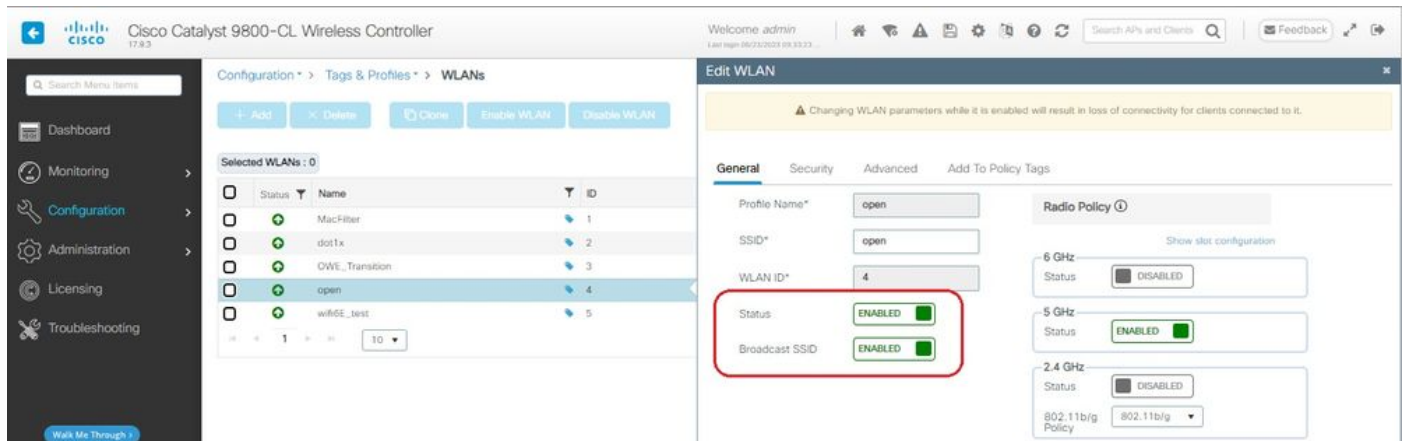 CISCO
Cisco Catalyst 9800-CL Wireless Controller
17.9.3
Welcome admin
Search APs and Clients
Feedback
Search Menu Items
Dashboard
Monitoring
Configuration
Administration
Licensing
Troubleshooting
Walk Me Through
Configuration > Tags & Profiles > WLANs
+ Add
× Delete
Clone
Enable WLAN
Disable WLAN
Selected WLANs : 0
Status Name ID
MacFilter 1
dot1x 2
OWE_Transition 3
open 4
wifi6E_test 5
1 10
Edit WLAN
Changing WLAN parameters while it is enabled will result in loss of connectivity for clients connected to it.
General Security Advanced Add To Policy Tags
Profile Name* open
SSID* open
WLAN ID* 4
Status ENABLED
Broadcast SSID ENABLED
Radio Policy
Show slot configuration
6 GHz
Status DISABLED
5 GHz
Status ENABLED
2.4 GHz
Status DISABLED
802.11b/g
Policy
802.11b/g